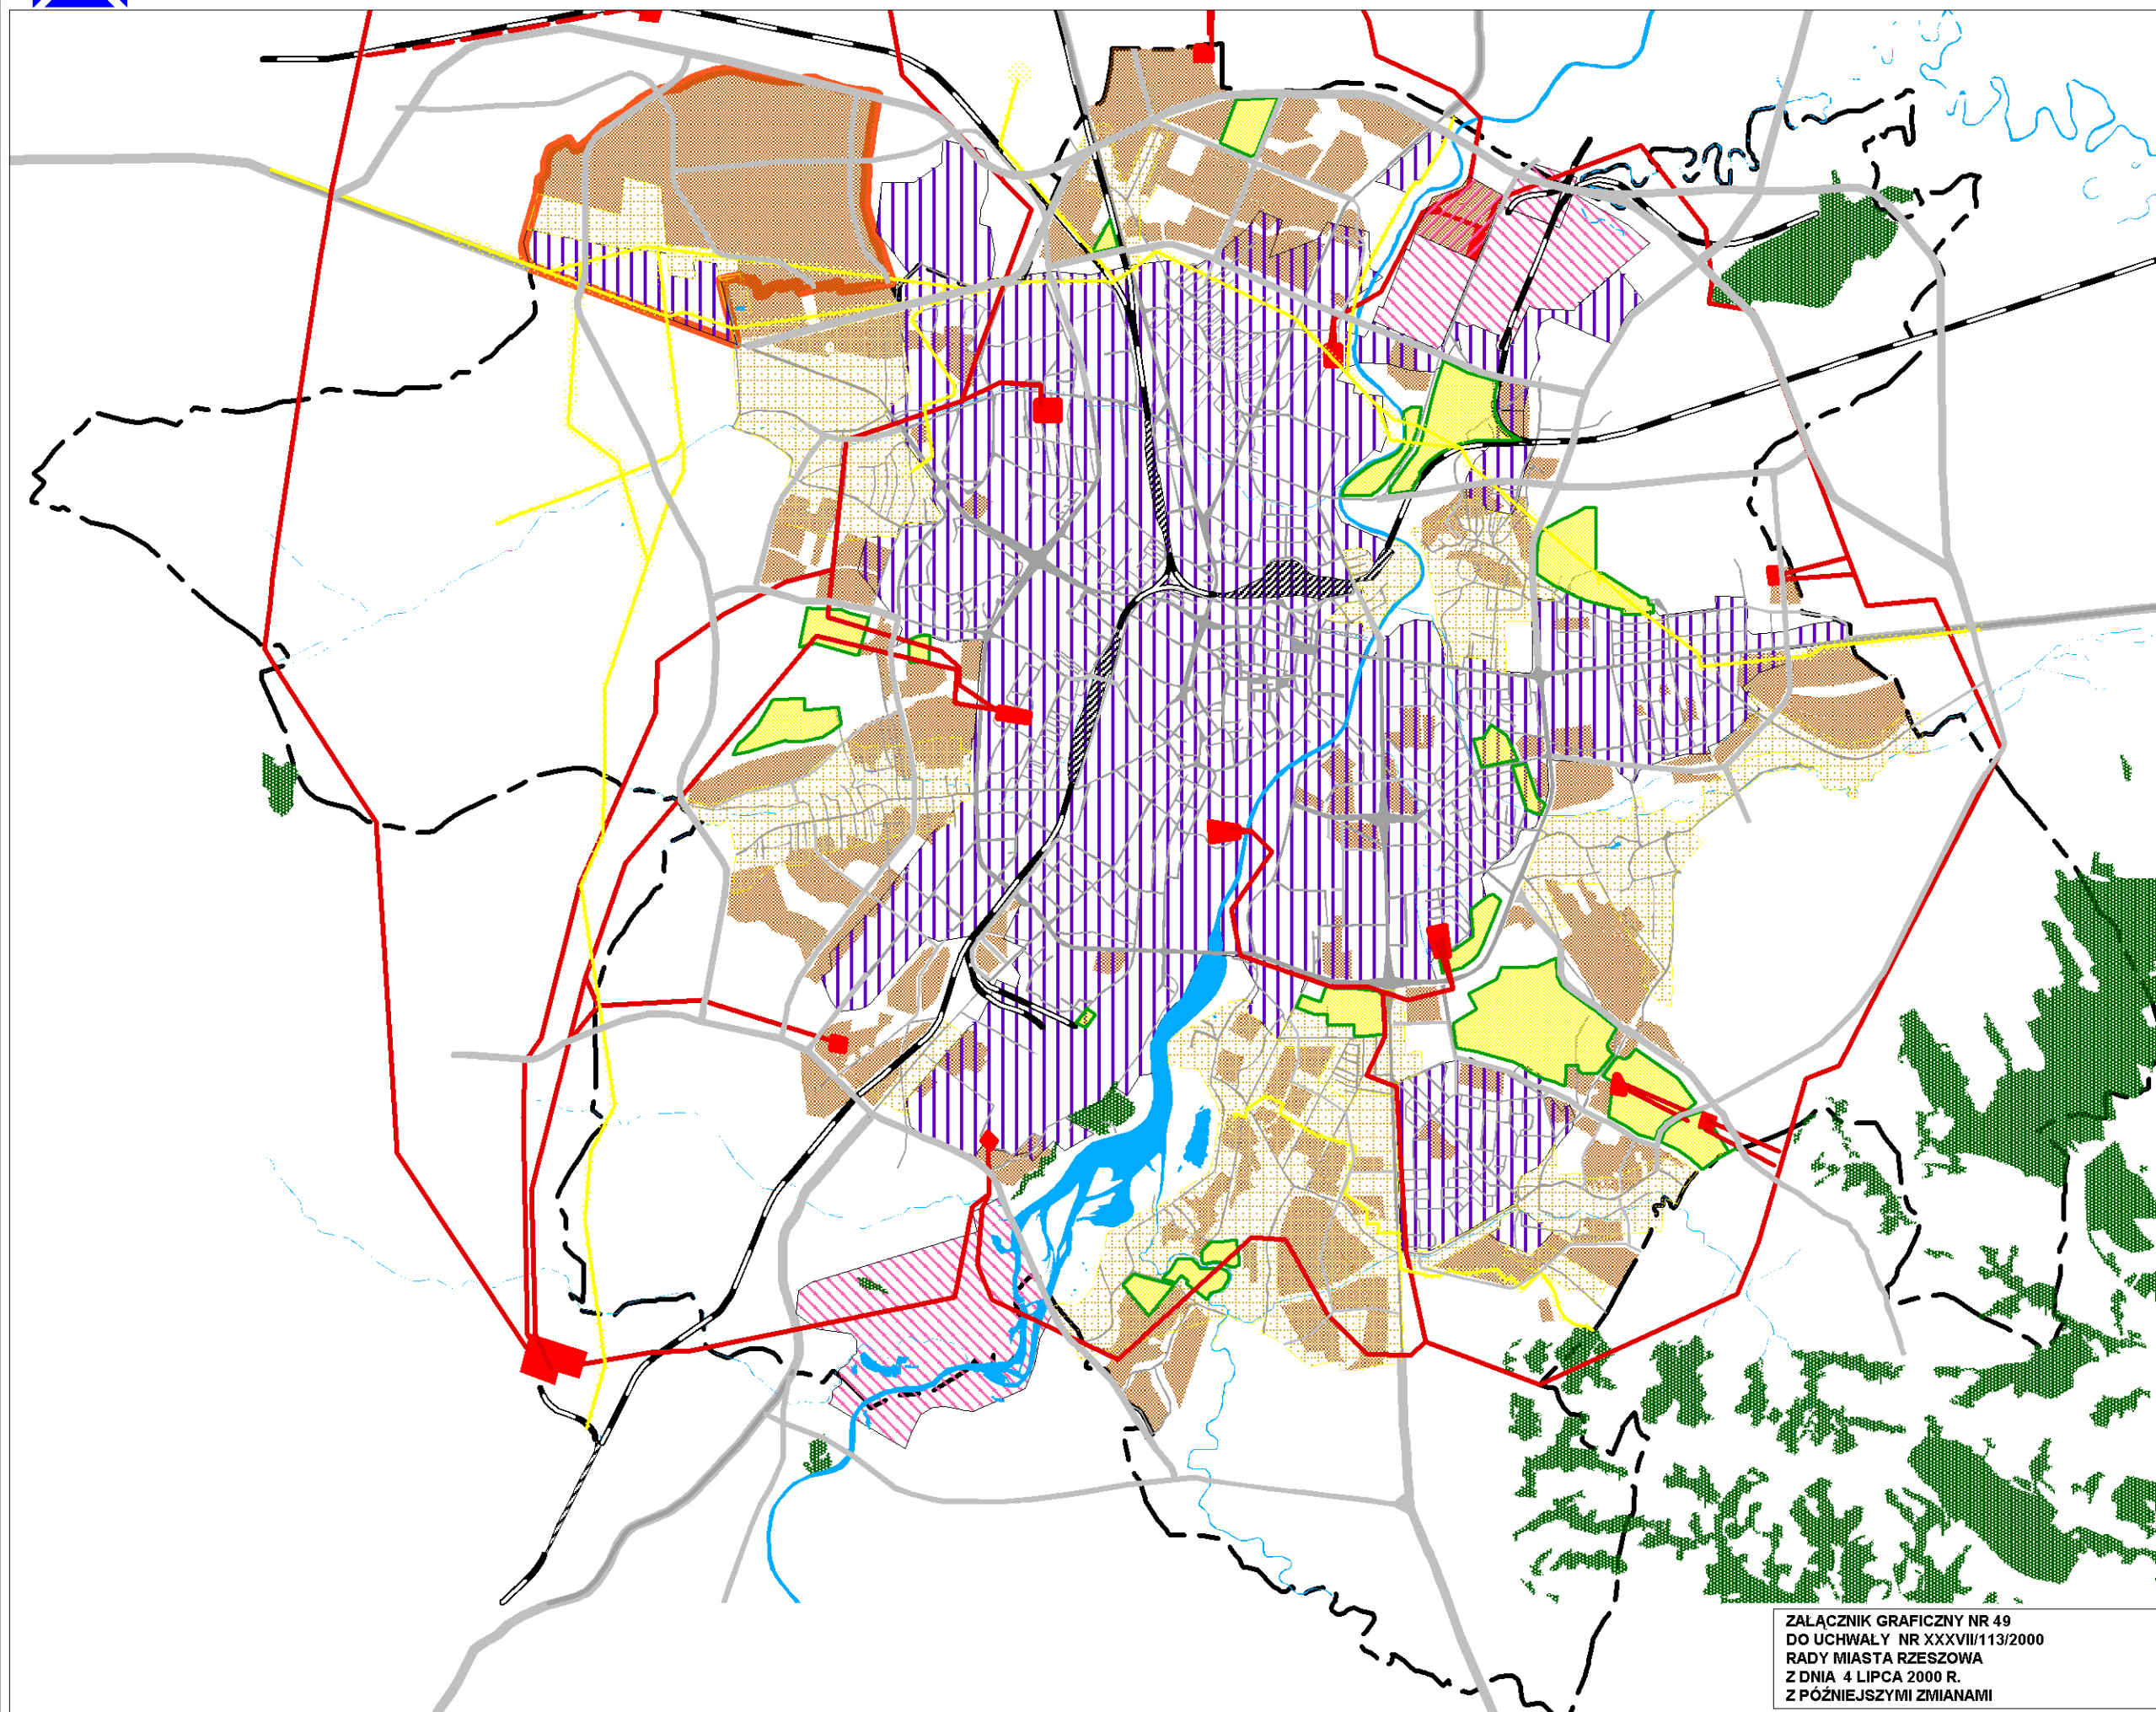 ZAŁĄCZNIK GRAFICZNY NR 49
DO UCHWAŁY NR XXXVII/113/2000
RADY MIASTA RZESZOWA
Z DNIA 4 LIPCA 2000 R.
Z PÓŹNIEJSZYMI ZMIANAMI